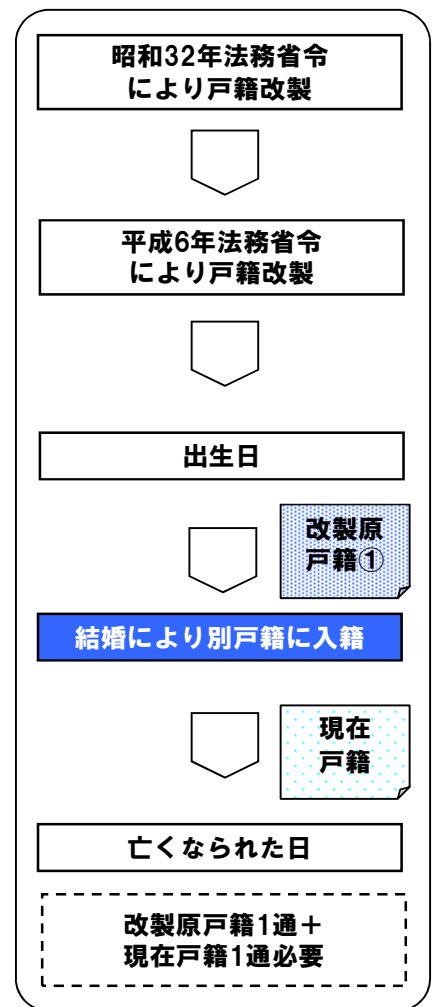 昭和32年法務省令
により戸籍改製
平成6年法務省令
により戸籍改製
出生日
改製原
戸籍①
結婚により別戸籍に入籍
現在
戸籍
亡くなられた日
改製原戸籍1通＋
現在戸籍1通必要